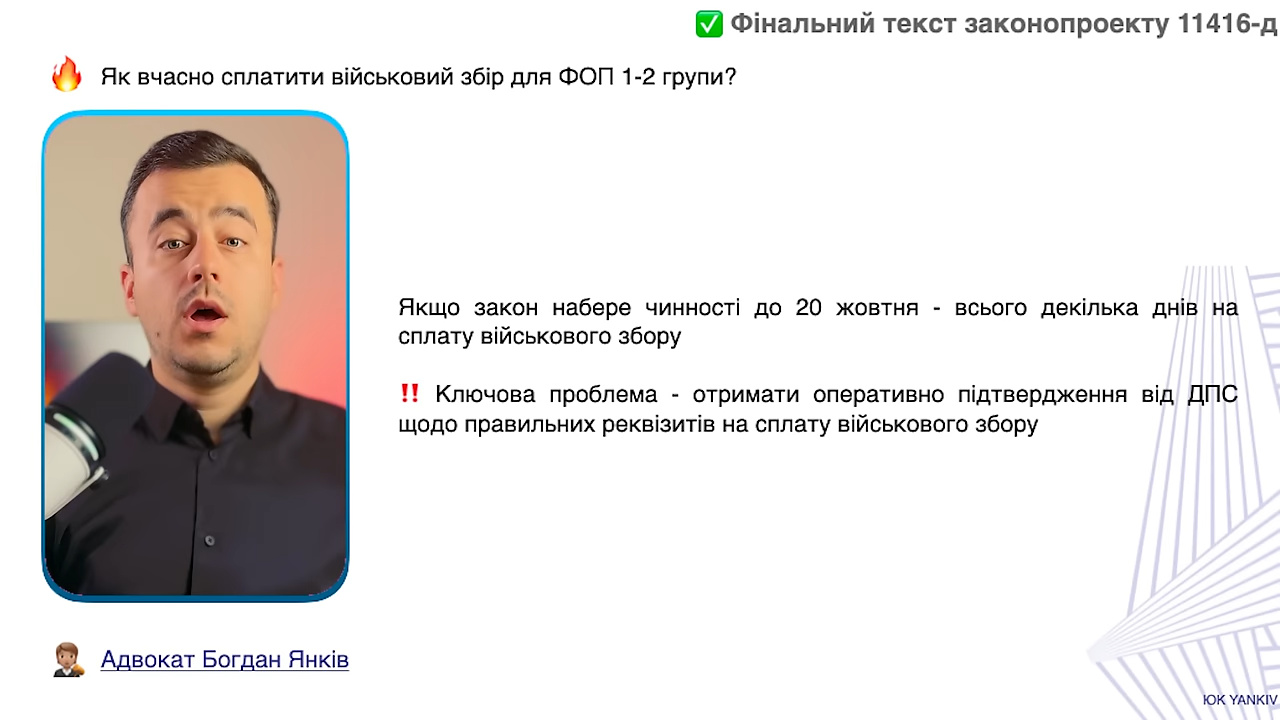 ✅ Фінальний текст законопроекту 11416-д
🔥 Як вчасно сплатити військовий збір для ФОП 1-2 групи?
Якщо закон набере чинності до 20 жовтня - всього декілька днів на
сплату військового збору
‼️ Ключова проблема - отримати оперативно підтвердження від ДПС
щодо правильних реквізитів на сплату військового збору
Адвокат Богдан Янків
ЮК YANKIV